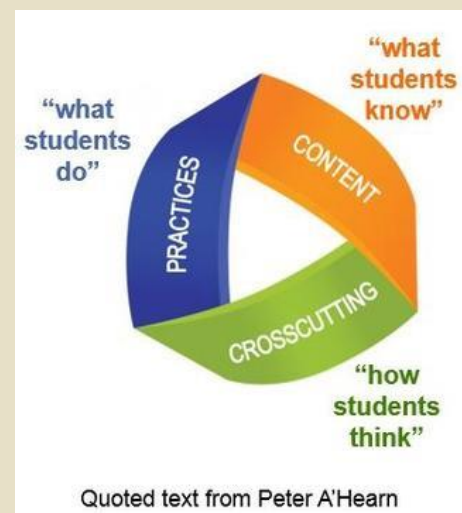 “what
students
know”
“what
students
do”
PRACTICES
CONTENT
CROSSCUTTING
“how
students
think”
Quoted text from Peter A’Hearn